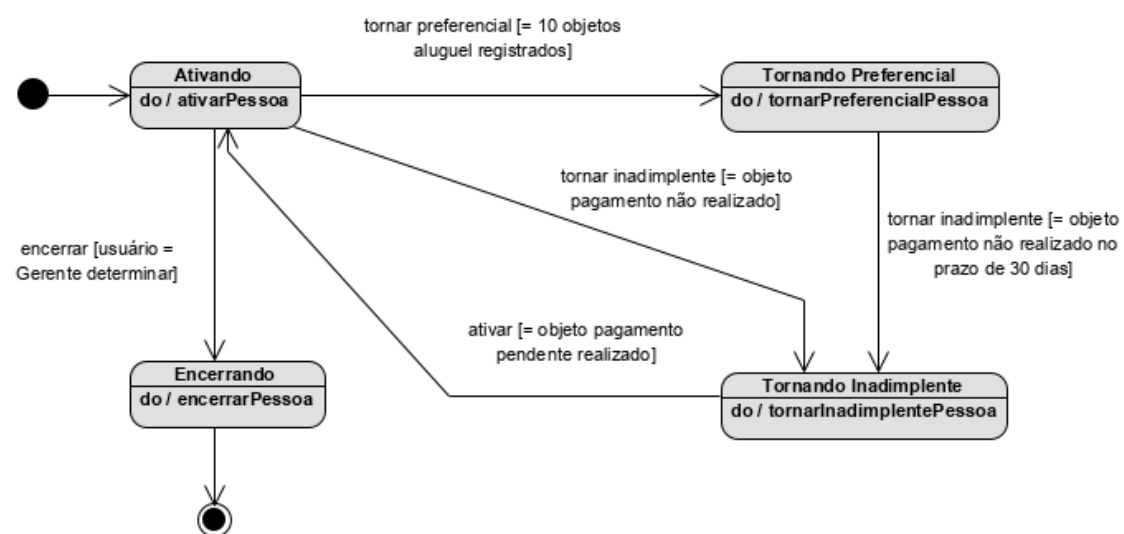 tornar preferencial [= 10 objetos
aluguel registrados]
Ativando
do / ativarPessoa
Tornando Preferencial
do / tornarPreferencialPessoa
tornar inadimplente [= objeto
pagamento não realizado]
tornar inadimplente [= objeto
pagamento não realizado no
prazo de 30 dias]
encerrar [usuário =
Gerente determinar]
ativar [= objeto pagamento
pendente realizado]
Encerrando
do / encerrarPessoa
Tornando Inadimplente
do / tornarInadimplentePessoa